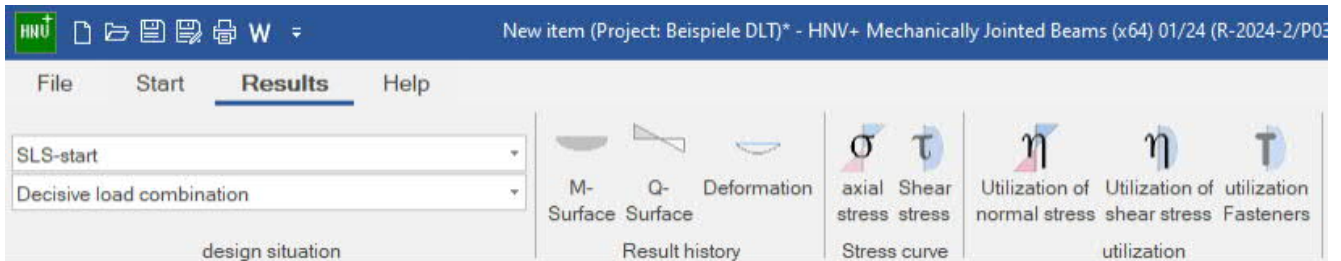 HNV+ W New item (Project: Beispiele DLT)* - HNV+ Mechanically Jointed Beams (x64) 01/24 (R-2024-2/P03
File Start Results Help
SLS-start
Decisive load combination
σ τ η η T
M- Q- Deformation axial Shear Utilization of Utilization of utilization
Surface Surface stress stress normal stress shear stress Fasteners
design situation Result history Stress curve utilization